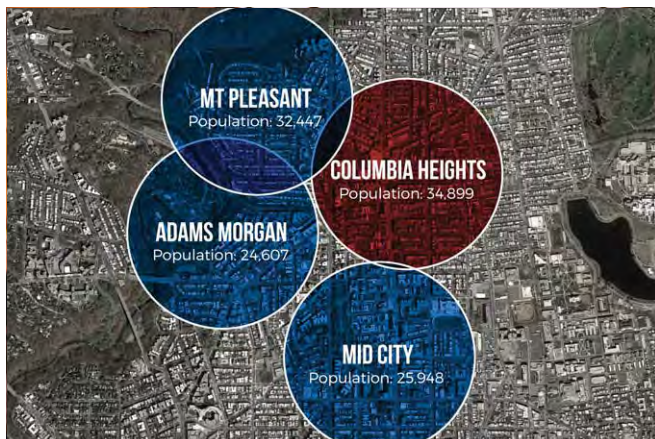 MT PLEASANT
Population: 32,447
COLUMBIA HEIGHTS
Population: 34,899
ADAMS MORGAN
Population: 24,607
MID CITY
Population: 25,948